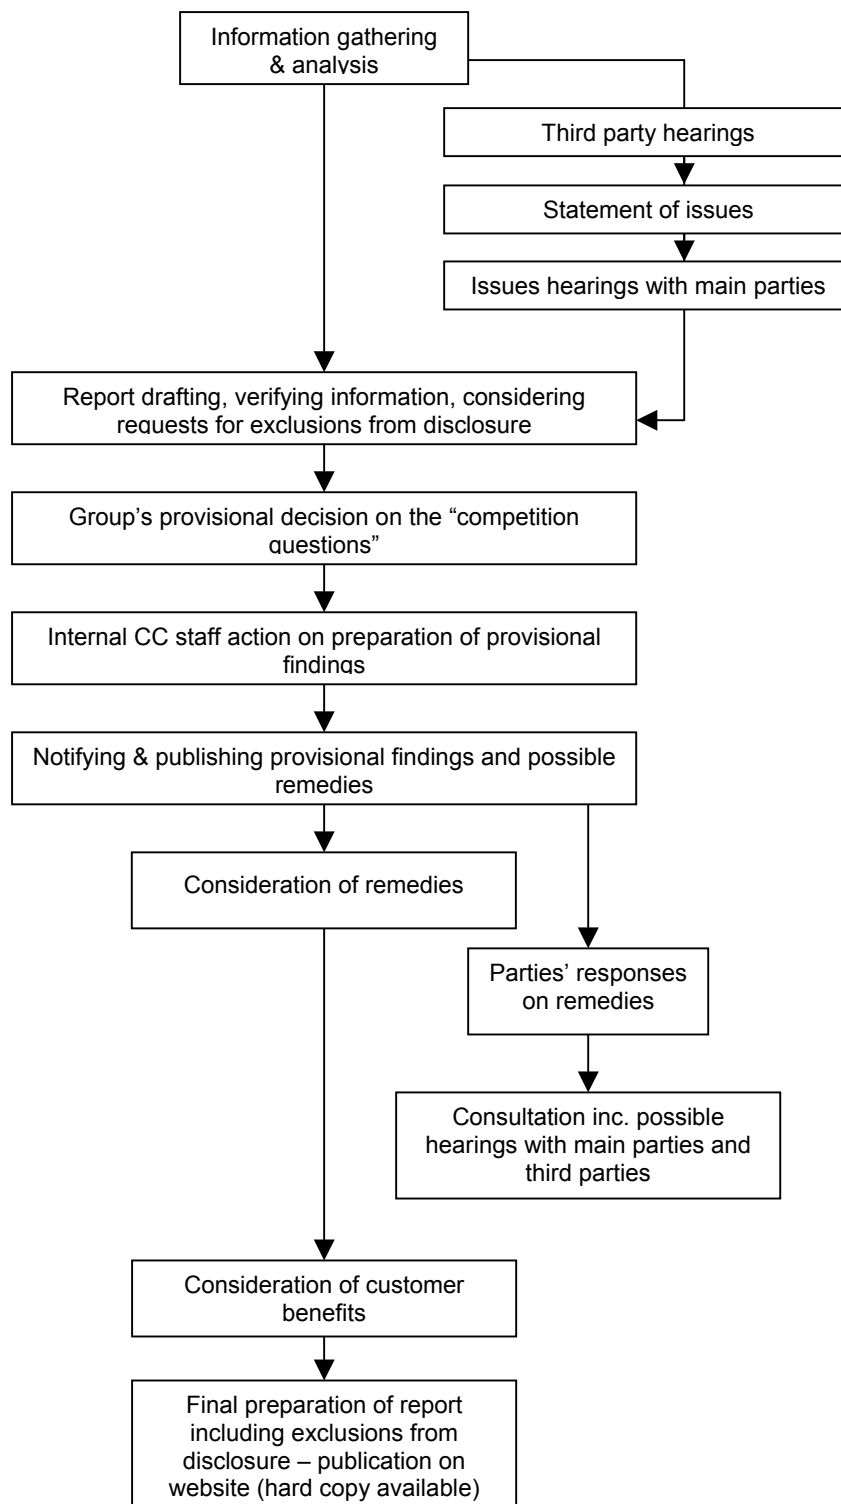 Information gathering
& analysis
Third party hearings
Statement of issues
Issues hearings with main parties
Report drafting, verifying information, considering
requests for exclusions from disclosure
Group’s provisional decision on the “competition
questions”
Internal CC staff action on preparation of provisional
findings
Notifying & publishing provisional findings and possible
remedies
Consideration of remedies
Parties’ responses
on remedies
Consultation inc. possible
hearings with main parties and
third parties
Consideration of customer
benefits
Final preparation of report
including exclusions from
disclosure – publication on
website (hard copy available)